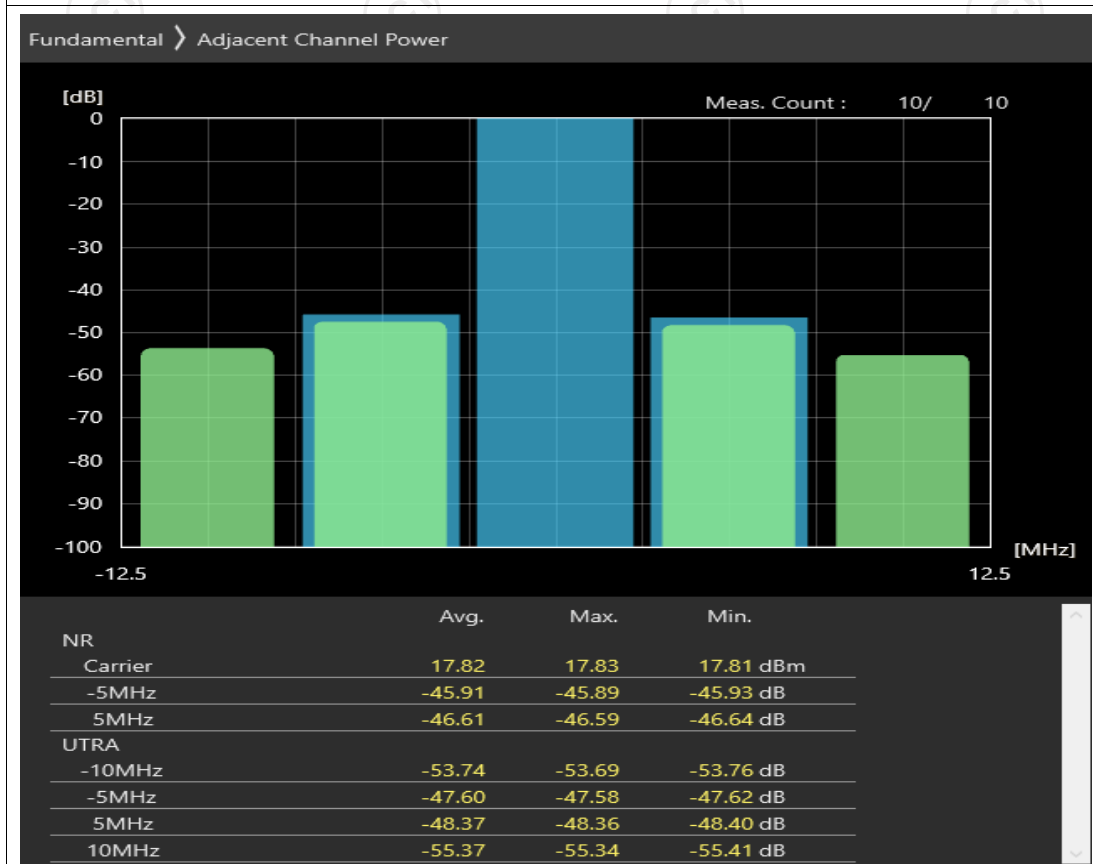 Fundamental ❯ Adjacent Channel Power
[dB]
Meas. Count : 10/ 10
0
-10
-20
-30
-40
-50
-60
-70
-80
-90
-100
[MHz]
-12.5 12.5
Avg. Max. Min.
NR
Carrier 17.82 17.83 17.81 dBm
-5MHz -45.91 -45.89 -45.93 dB
5MHz -46.61 -46.59 -46.64 dB
UTRA
-10MHz -53.74 -53.69 -53.76 dB
-5MHz -47.60 -47.58 -47.62 dB
5MHz -48.37 -48.36 -48.40 dB
10MHz -55.37 -55.34 -55.41 dB